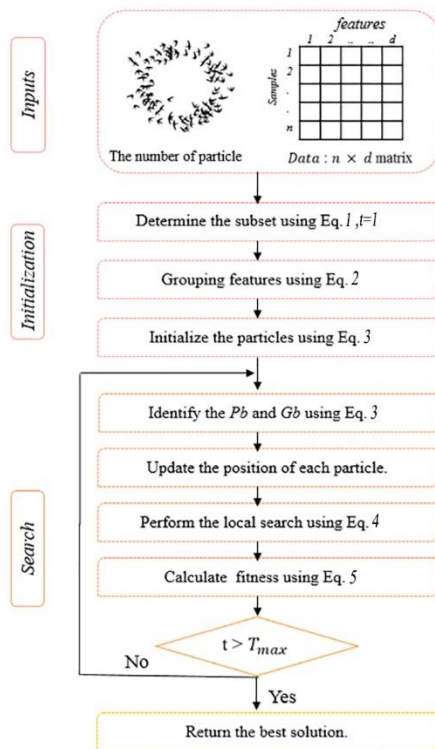 Inputs
features
1 2 .. .. d
Samples
1
2
.
.
n
The number of particle
Data : n × d matrix
Initialization
Determine the subset using Eq. 1 ,t=1
Grouping features using Eq. 2
Initialize the particles using Eq. 3
Search
Identify the Pb and Gb using Eq. 3
Update the position of each particle.
Perform the local search using Eq. 4
Calculate fitness using Eq. 5
t > Tmax
No
Yes
Return the best solution.